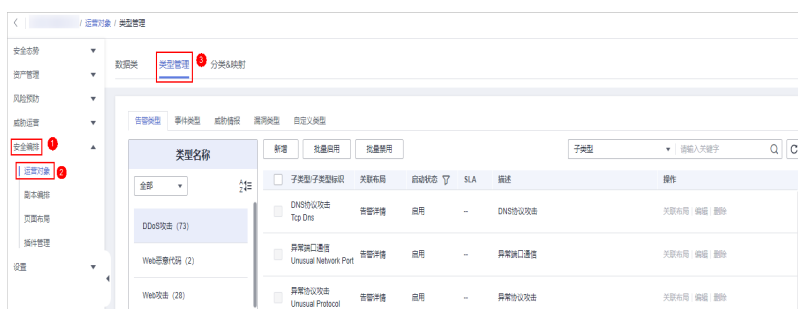 / 运营对象 / 类型管理
安全态势
资产管理
风险预防
威胁运营
安全编排 1
运营对象 2
剧本编排
页面布局
插件管理
设置
数据类 类型管理 3 分类&映射
告警类型 事件类型 威胁情报 漏洞类型 自定义类型
类型名称
全部
DDoS攻击 (73)
Web恶意代码 (2)
Web攻击 (28)
新增 批量启用 批量禁用 子类型 请输入关键字
子类型/子类型标识 关联布局 启动状态 SLA 描述 操作
DNS协议攻击 告警详情 启用 -- DNS协议攻击 关联布局 编辑 删除
Tcp Dns
异常端口通信 告警详情 启用 -- 异常端口通信 关联布局 编辑 删除
Unusual Network Port
异常协议攻击 告警详情 启用 -- 异常协议攻击 关联布局 编辑 删除
Unusual Protocol